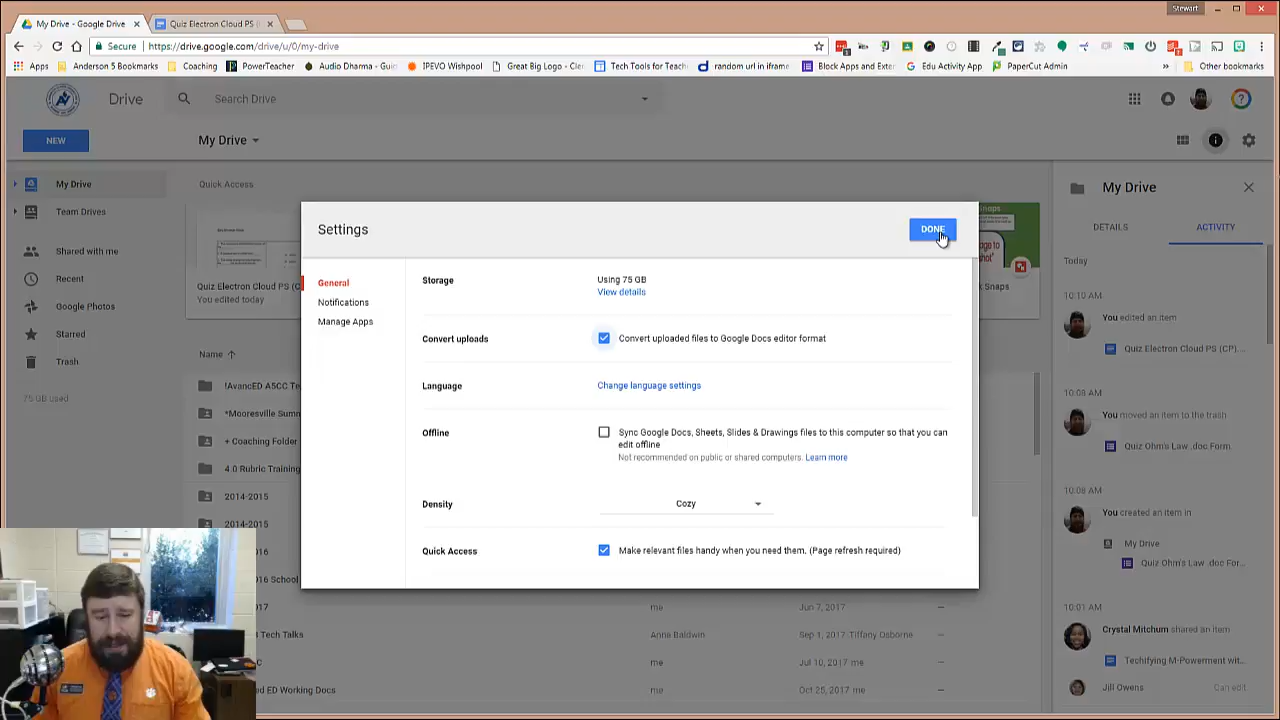 Stewart
My Drive - Google Drive
Quiz Electron Cloud PS (
Secure
https://drive.google.com/drive/u/0/my-drive
Apps
Anderson 5 Bookmarks
Coaching
PowerTeacher
Audio Dharma - Gui
IPEVO Wishpool
Great Big Logo - Cle
Tech Tools for Teac
random url in iframe
Block Apps and Exte
Edu Activity App
PaperCut Admin
Other bookmarks
Drive
Search Drive
NEW
My Drive
My Drive
Team Drives
Shared with me
Recent
Google Photos
Starred
Trash
75 GB used
Quick Access
Quiz Electron Cloud PS (C
You edited today
Snaps
Name
!AvancED A5CC Te
*Mooresville Summ
+ Coaching Folder
4.0 Rubric Training
2014-2015
2014-2015
Settings
DONE
General
Notifications
Manage Apps
Storage
Using 75 GB
View details
Convert uploads
Convert uploaded files to Google Docs editor format
Language
Change language settings
Offline
Sync Google Docs, Sheets, Slides & Drawings files to this computer so that you can
edit offline
Not recommended on public or shared computers. Learn more
Density
Cozy
Quick Access
Make relevant files handy when you need them. (Page refresh required)
me
Jun 7, 2017
—
Tech Talks
Anna Baldwin
Sep 1, 2017 Tiffany Osborne
—
me
Jul 10, 2017 me
—
ED Working Docs
me
Oct 25, 2017 me
—
My Drive
DETAILS
ACTIVITY
Today
10:10 AM
You edited an item
Quiz Electron Cloud PS (CP)...
10:08 AM
You moved an item to the trash
Quiz Ohm's Law .doc Form
10:08 AM
You created an item in
My Drive
Quiz Ohm's Law .doc For...
10:01 AM
Crystal Mitchum shared an item
Techifying M-Powerment wit...
Jill Owens
Can edit